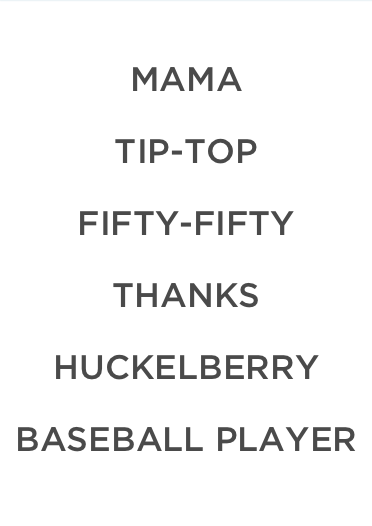 MAMA
TIP-TOP
FIFTY-FIFTY
THANKS
HUCKELBERRY
BASEBALL PLAYER